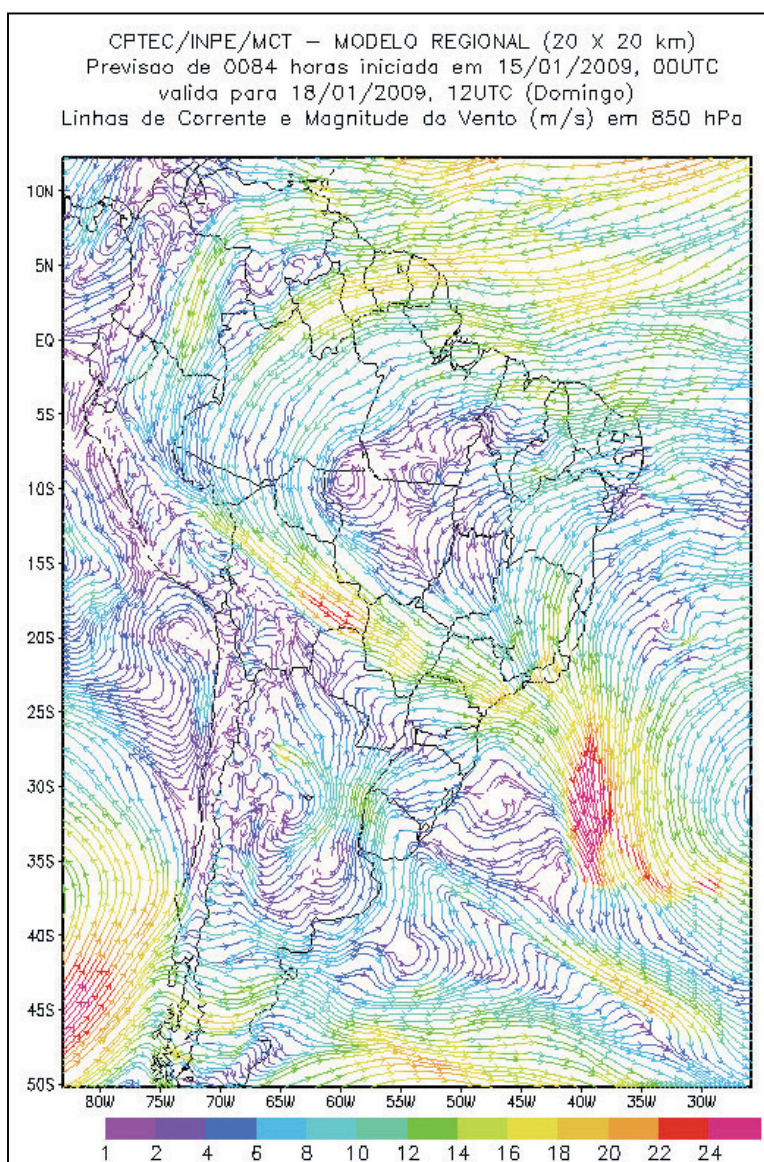 CPTEC/INPE/MCT – MODELO REGIONAL (20 X 20 km)
Previsao de 0084 horas iniciada em 15/01/2009, 00UTC
valida para 18/01/2009, 12UTC (Domingo)
Linhas de Corrente e Magnitude do Vento (m/s) em 850 hPa
10N
5N
EQ
5S
10S
15S
20S
25S
30S
35S
40S
45S
50S
80W 75W 70W 65W 60W 55W 50W 45W 40W 35W 30W
1 2 4 6 8 10 12 14 16 18 20 22 24